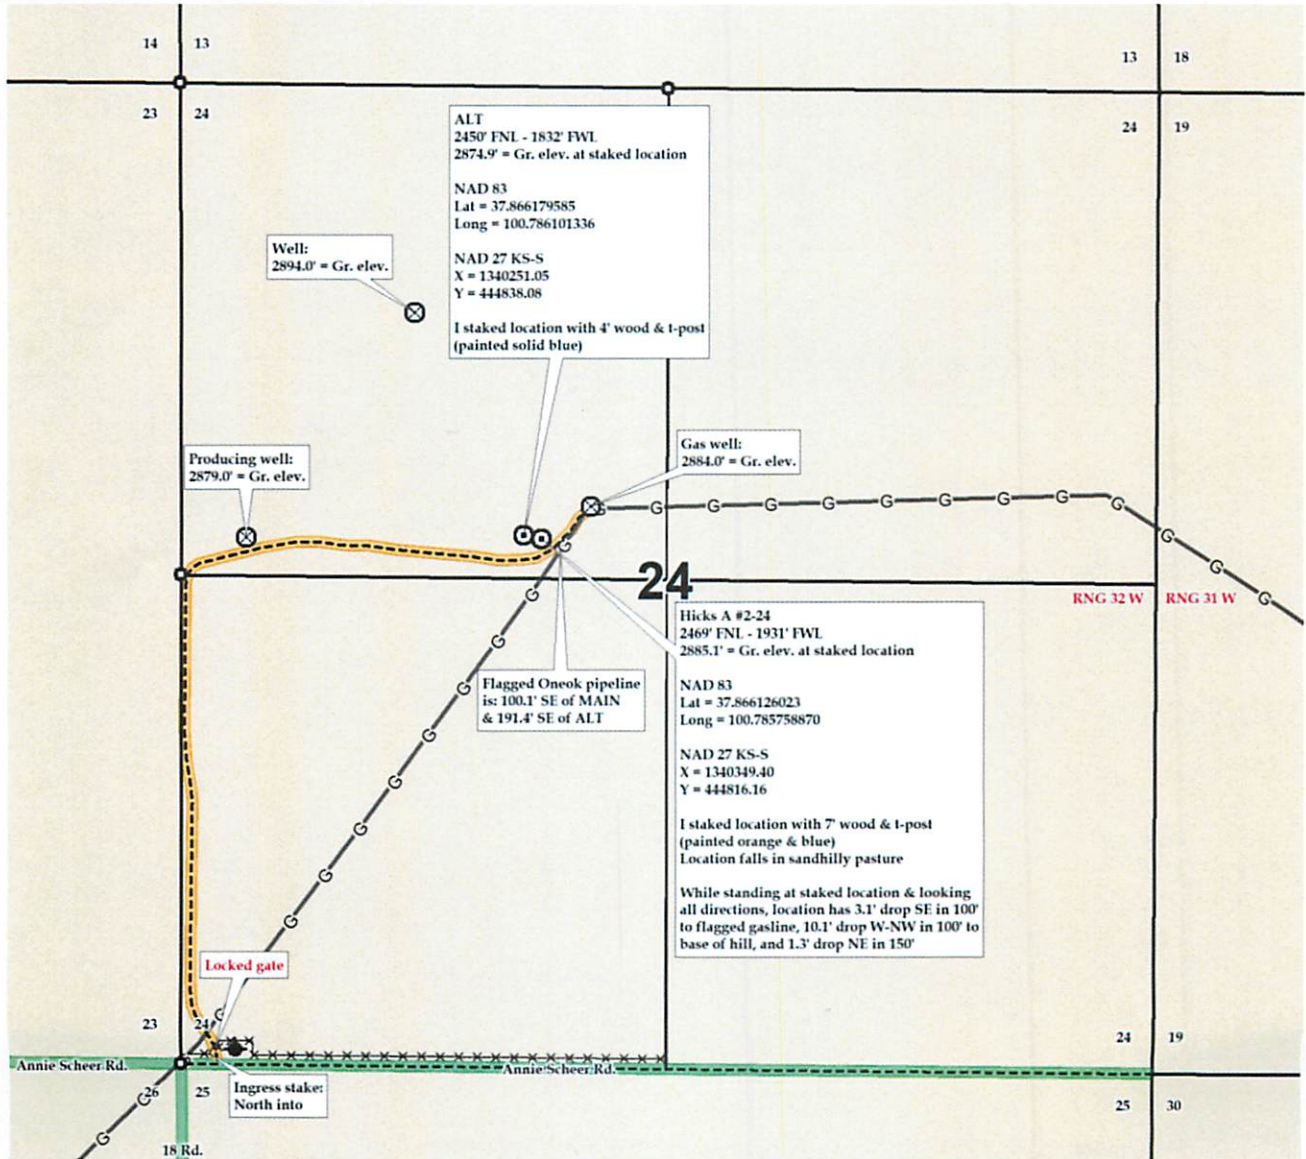 14 13
13 18
23 24
24 19
ALT
2450' FNL - 1832' FWL
2874.9' = Gr. elev. at staked location
NAD 83
Lat = 37.866179585
Long = 100.786101336
NAD 27 KS-S
X = 1340251.05
Y = 444838.08
I staked location with 4' wood & t-post
(painted solid blue)
Well:
2894.0' = Gr. elev.
Producing well:
2879.0' = Gr. elev.
Gas well:
2884.0' = Gr. elev.
G G G G G G G G G G G G G
24
RNG 32 W RNG 31 W
Hicks A #2-24
2469' FNL - 1931' FWL
2885.1' = Gr. elev. at staked location
NAD 83
Lat = 37.866126023
Long = 100.785758870
NAD 27 KS-S
X = 1340349.40
Y = 444816.16
I staked location with 7' wood & t-post
(painted orange & blue)
Location falls in sandhilly pasture
While standing at staked location & looking
all directions, location has 3.1' drop SE in 100'
to flagged gasline, 10.1' drop W-NW in 100' to
base of hill, and 1.3' drop NE in 150'
Flagged Oneok pipeline
is: 100.1' SE of MAIN
& 191.4' SE of ALT
G G G G G G G G G G
Locked gate
23 24
24 19
Annie Scheer Rd.
Annie Scheer Rd.
26 25
Ingress stake:
North into
25 30
G G
18 Rd.